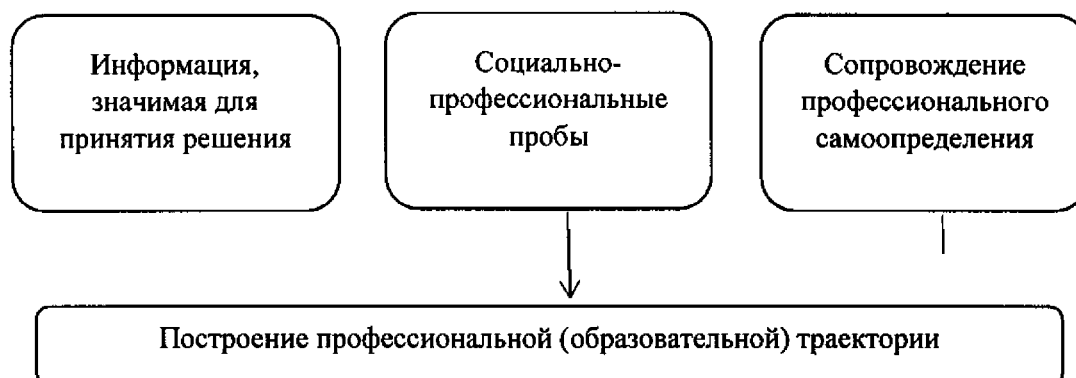 Информация,
значимая для
принятия решения
Социально-
профессиональные
пробы
Сопровождение
профессионального
самоопределения
Построение профессиональной (образовательной) траектории